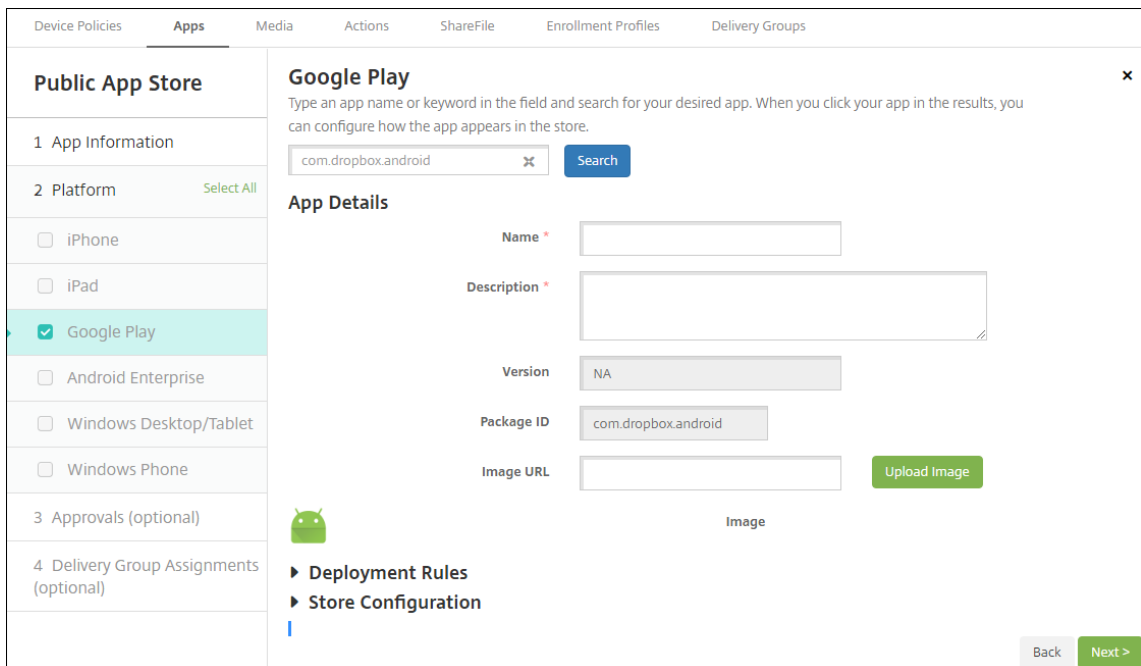 Device Policies
Apps
Media
Actions
ShareFile
Enrollment Profiles
Delivery Groups
Public App Store
1 App Information
2 Platform
Select All
iPhone
iPad
Google Play
Android Enterprise
Windows Desktop/Tablet
Windows Phone
3 Approvals (optional)
4 Delivery Group Assignments
(optional)
Google Play
Type an app name or keyword in the field and search for your desired app. When you click your app in the results, you
can configure how the app appears in the store.
com.dropbox.android
Search
App Details
Name *
Description *
Version
NA
Package ID
com.dropbox.android
Image URL
Upload Image
Image
Deployment Rules
Store Configuration
Back
Next >